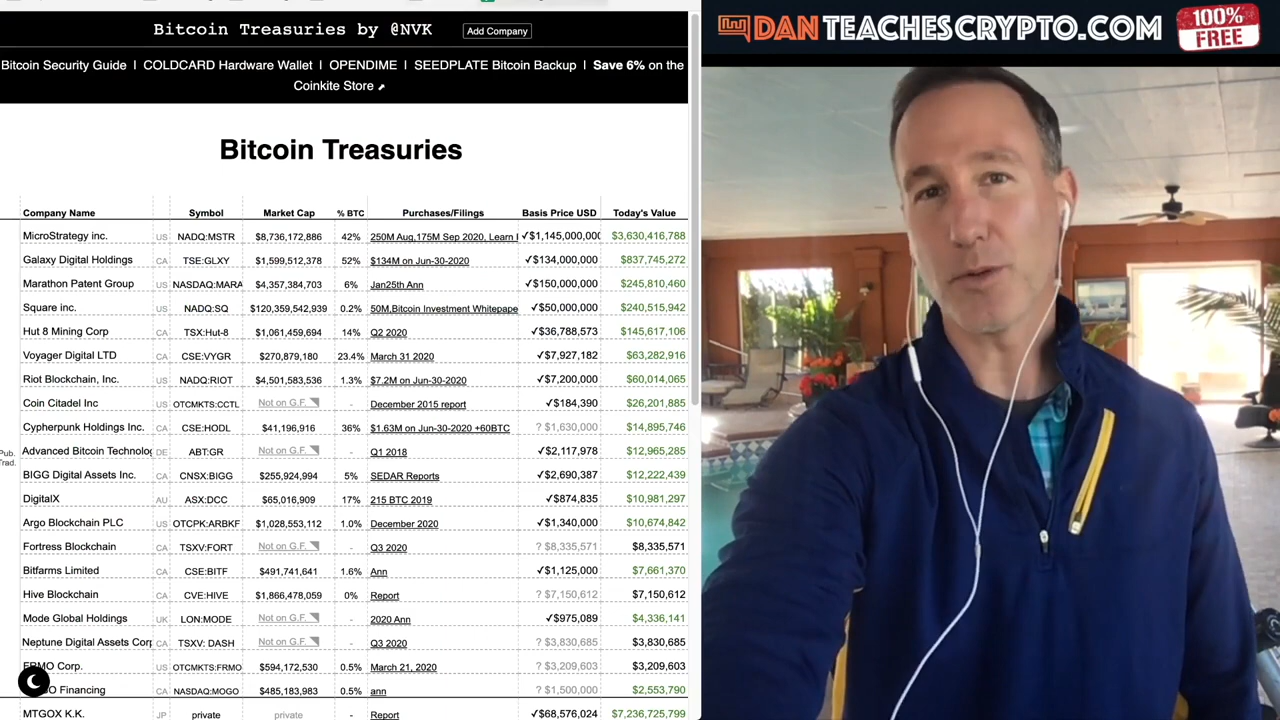 Bitcoin Treasuries by @NVK Add Company
Bitcoin Security Guide | COLDCARD Hardware Wallet | OPENDIME | SEEDPLATE Bitcoin Backup | Save 6% on the
Coinkite Store
Bitcoin Treasuries
Company Name Symbol Market Cap % BTC Purchases/Filings Basis Price USD Today's Value
MicroStrategy inc. US NADQ:MSTR $8,736,172,886 42% 250M Aug,175M Sep 2020, Learn ✓$1,145,000,000 $3,630,416,788
Galaxy Digital Holdings CA TSE:GLXY $1,599,512,378 52% $134M on Jun-30-2020 ✓$134,000,000 $837,745,272
Marathon Patent Group US NASDAQ:MARA $4,357,384,703 6% Jan25th Ann ✓$150,000,000 $245,810,460
Square inc. US NADQ:SQ $120,359,542,939 0.2% 50M,Bitcoin Investment Whitepape ✓$50,000,000 $240,515,942
Hut 8 Mining Corp CA TSX:Hut-8 $1,061,459,694 14% Q2 2020 ✓$36,788,573 $145,617,106
Voyager Digital LTD CA CSE:VYGR $270,879,180 23.4% March 31 2020 ✓$7,927,182 $63,282,916
Riot Blockchain, Inc. US NADQ:RIOT $4,501,583,536 1.3% $7.2M on Jun-30-2020 ✓$7,200,000 $60,014,065
Coin Citadel Inc US OTCMKTS:CCTL Not on G.F. - December 2015 report ✓$184,390 $26,201,885
Cypherpunk Holdings Inc. CA CSE:HODL $41,196,916 36% $1.63M on Jun-30-2020 +60BTC ? $1,630,000 $14,895,746
Pub. Trad.
Advanced Bitcoin Technolog DE ABT:GR Not on G.F. - Q1 2018 ✓$2,117,978 $12,965,285
BIGG Digital Assets Inc. CA CNSX:BIGG $255,924,994 5% SEDAR Reports ✓$2,690,387 $12,222,439
DigitalX AU ASX:DCC $65,016,909 17% 215 BTC 2019 ✓$874,835 $10,981,297
Argo Blockchain PLC US OTCPK:ARBKF $1,028,553,112 1.0% December 2020 ✓$1,340,000 $10,674,842
Fortress Blockchain CA TSXV:FORT Not on G.F. - Q3 2020 ? $8,335,571 $8,335,571
Bitfarms Limited CA CSE:BITF $491,741,641 1.6% Ann ✓$1,125,000 $7,661,370
Hive Blockchain CA CVE:HIVE $1,866,478,059 0% Report ? $7,150,612 $7,150,612
Mode Global Holdings UK LON:MODE Not on G.F. - 2020 Ann ✓$975,089 $4,336,141
Neptune Digital Assets Corp CA TSXV: DASH Not on G.F. - Q3 2020 ? $3,830,685 $3,830,685
FRMO Corp. US OTCMKTS:FRMO $594,172,530 0.5% March 21, 2020 ? $3,209,603 $3,209,603
O Financing CA NASDAQ:MOGO $485,183,983 0.5% ann ? $1,500,000 $2,553,790
MTGOX K.K. JP private private - Report ✓$68,576,024 $7,236,725,799
DANTEACHESCRYPTO.COM
100%
FREE